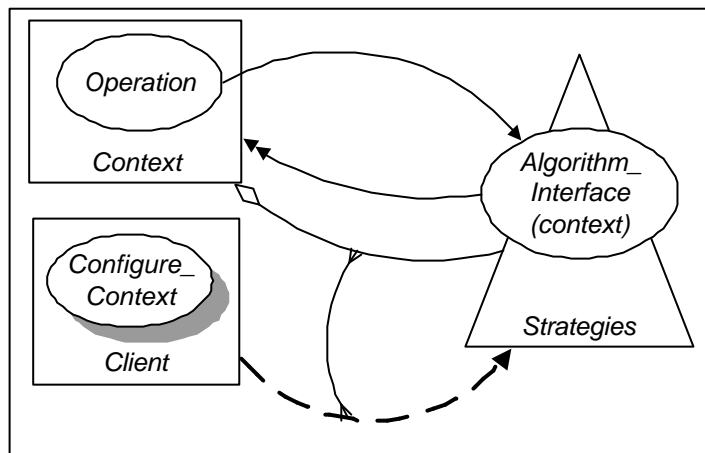 Operation
Context
Algorithm_
Interface
(context)
Configure_
Context
Client
Strategies